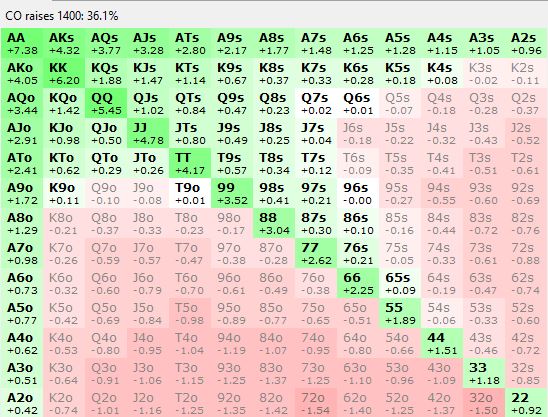 CO raises 1400: 36.1%
AA AKs AQs AJs ATs A9s A8s A7s A6s A5s A4s A3s A2s
+7.38 +4.32 +3.77 +3.28 +2.80 +2.17 +1.77 +1.48 +1.25 +1.28 +1.15 +1.05 +0.96
AKo KK KQs KJs KTs K9s K8s K7s K6s K5s K4s K3s K2s
+4.05 +6.20 +1.88 +1.47 +1.14 +0.67 +0.37 +0.33 +0.28 +0.18 +0.08 -0.02 -0.11
AQo KQo QQ QJs QTs Q9s Q8s Q7s Q6s Q5s Q4s Q3s Q2s
+3.44 +1.42 +5.45 +1.02 +0.84 +0.47 +0.23 +0.02 +0.01 -0.07 -0.18 -0.28 -0.37
AJo KJo QJo JJ JTs J9s J8s J7s J6s J5s J4s J3s J2s
+2.91 +0.98 +0.50 +4.78 +0.80 +0.49 +0.25 +0.04 -0.18 -0.22 -0.32 -0.43 -0.52
ATo KTo QTo JTo TT T9s T8s T7s T6s T5s T4s T3s T2s
+2.41 +0.62 +0.29 +0.26 +4.17 +0.57 +0.34 +0.12 -0.09 -0.35 -0.41 -0.51 -0.61
A9o K9o Q9o J9o T9o 99 98s 97s 96s 95s 94s 93s 92s
+1.72 +0.11 -0.10 -0.08 +0.01 +3.52 +0.41 +0.21 -0.00 -0.27 -0.55 -0.60 -0.69
A8o K8o Q8o J8o T8o 98o 88 87s 86s 85s 84s 83s 82s
+1.29 -0.21 -0.37 -0.33 -0.23 -0.17 +3.04 +0.30 +0.10 -0.16 -0.44 -0.72 -0.76
A7o K7o Q7o J7o T7o 97o 87o 77 76s 75s 74s 73s 72s
+0.98 -0.26 -0.59 -0.57 -0.47 -0.38 -0.28 +2.62 +0.21 -0.05 -0.33 -0.61 -0.88
A6o K6o Q6o J6o T6o 96o 86o 76o 66 65s 64s 63s 62s
+0.73 -0.32 -0.60 -0.79 -0.70 -0.61 -0.49 -0.38 +2.25 +0.09 -0.19 -0.47 -0.74
A5o K5o Q5o J5o T5o 95o 85o 75o 65o 55 54s 53s 52s
+0.77 -0.42 -0.69 -0.84 -0.98 -0.89 -0.77 -0.65 -0.51 +1.89 -0.06 -0.33 -0.60
A4o K4o Q4o J4o T4o 94o 84o 74o 64o 54o 44 43s 42s
+0.62 -0.53 -0.80 -0.95 -1.04 -1.19 -1.07 -0.95 -0.80 -0.66 +1.51 -0.46 -0.72
A3o K3o Q3o J3o T3o 93o 83o 73o 63o 53o 43o 33 32s
+0.51 -0.64 -0.91 -1.06 -1.15 -1.25 -1.37 -1.25 -1.10 -0.96 -1.09 +1.18 -0.85
A2o K2o Q2o J2o T2o 92o 82o 72o 62o 52o 42o 32o 22
+0.42 -0.74 -1.01 -1.16 -1.25 -1.35 -1.42 -1.54 -1.40 -1.25 -1.37 -1.50 +0.92